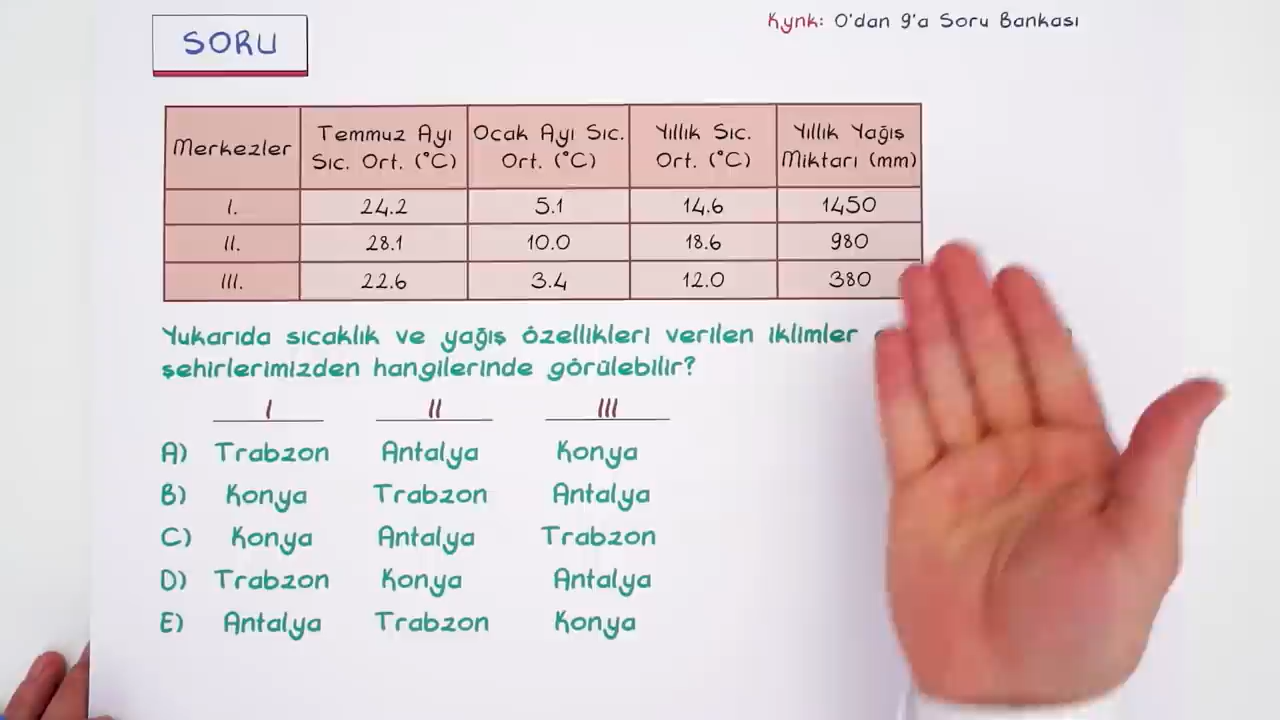 Kynk: 0'dan 9'a Soru Bankası
SORU
Merkezler
Temmuz Ayı Sıc. Ort. (°C)
Ocak Ayı Sıc. Ort. (°C)
Yıllık Sıc. Ort. (°C)
Yıllık Yağış Miktarı (mm)
I. 24.2 5.1 14.6 1450
II. 28.1 10.0 18.6 980
III. 22.6 3.4 12.0 380
Yukarıda sıcaklık ve yağış özellikleri verilen iklimler
şehirlerimizden hangilerinde görülebilir?
I II III
A) Trabzon Antalya Konya
B) Konya Trabzon Antalya
C) Konya Antalya Trabzon
D) Trabzon Konya Antalya
E) Antalya Trabzon Konya